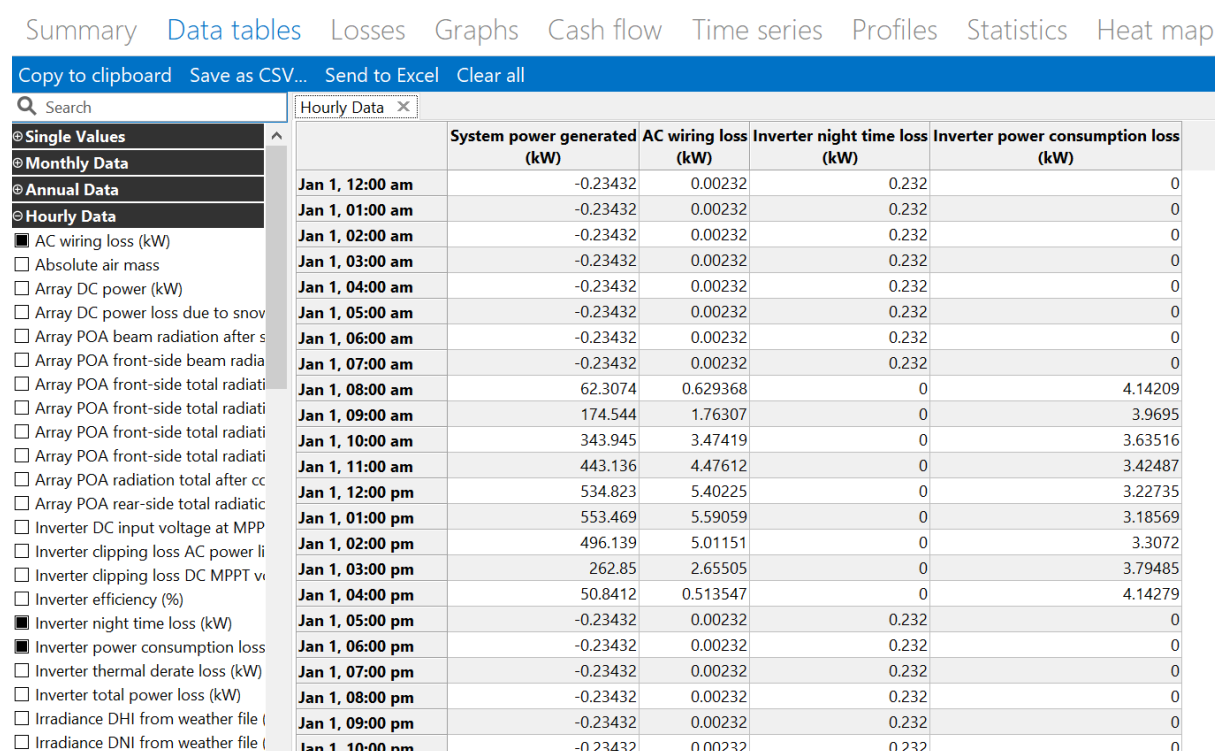 Summary Data tables Losses Graphs Cash flow Time series Profiles Statistics Heat map
Copy to clipboard Save as CSV... Send to Excel Clear all
Search
Single Values
Monthly Data
Annual Data
Hourly Data
AC wiring loss (kW)
Absolute air mass
Array DC power (kW)
Array DC power loss due to snow
Array POA beam radiation after s
Array POA front-side beam radia
Array POA front-side total radiati
Array POA front-side total radiati
Array POA front-side total radiati
Array POA front-side total radiati
Array POA radiation total after co
Array POA rear-side total radiatic
Inverter DC input voltage at MPP
Inverter clipping loss AC power li
Inverter clipping loss DC MPPT v
Inverter efficiency (%)
Inverter night time loss (kW)
Inverter power consumption loss
Inverter thermal derate loss (kW)
Inverter total power loss (kW)
Irradiance DHI from weather file (
Irradiance DNI from weather file (
Hourly Data
System power generated (kW) AC wiring loss (kW) Inverter night time loss (kW) Inverter power consumption loss (kW)
Jan 1, 12:00 am -0.23432 0.00232 0.232 0
Jan 1, 01:00 am -0.23432 0.00232 0.232 0
Jan 1, 02:00 am -0.23432 0.00232 0.232 0
Jan 1, 03:00 am -0.23432 0.00232 0.232 0
Jan 1, 04:00 am -0.23432 0.00232 0.232 0
Jan 1, 05:00 am -0.23432 0.00232 0.232 0
Jan 1, 06:00 am -0.23432 0.00232 0.232 0
Jan 1, 07:00 am -0.23432 0.00232 0.232 0
Jan 1, 08:00 am 62.3074 0.629368 0 4.14209
Jan 1, 09:00 am 174.544 1.76307 0 3.9695
Jan 1, 10:00 am 343.945 3.47419 0 3.63516
Jan 1, 11:00 am 443.136 4.47612 0 3.42487
Jan 1, 12:00 pm 534.823 5.40225 0 3.22735
Jan 1, 01:00 pm 553.469 5.59059 0 3.18569
Jan 1, 02:00 pm 496.139 5.01151 0 3.3072
Jan 1, 03:00 pm 262.85 2.65505 0 3.79485
Jan 1, 04:00 pm 50.8412 0.513547 0 4.14279
Jan 1, 05:00 pm -0.23432 0.00232 0.232 0
Jan 1, 06:00 pm -0.23432 0.00232 0.232 0
Jan 1, 07:00 pm -0.23432 0.00232 0.232 0
Jan 1, 08:00 pm -0.23432 0.00232 0.232 0
Jan 1, 09:00 pm -0.23432 0.00232 0.232 0
Jan 1, 10:00 pm -0.23432 0.00232 0.232 0